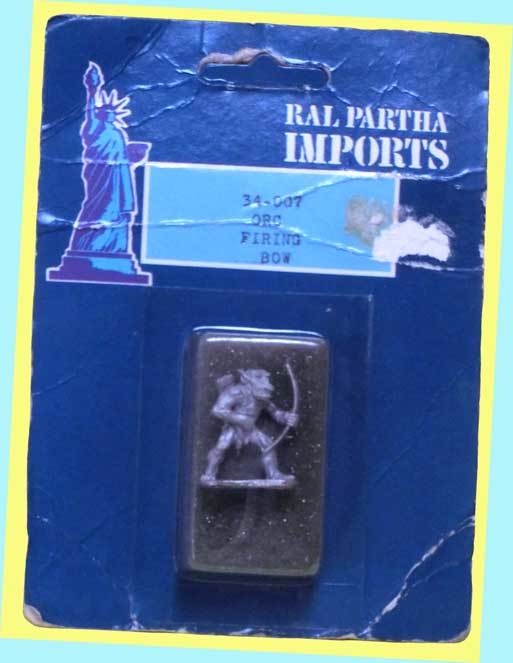 RAL PARTHA
IMPORTS
34-007
ORC
FIRING
BOW